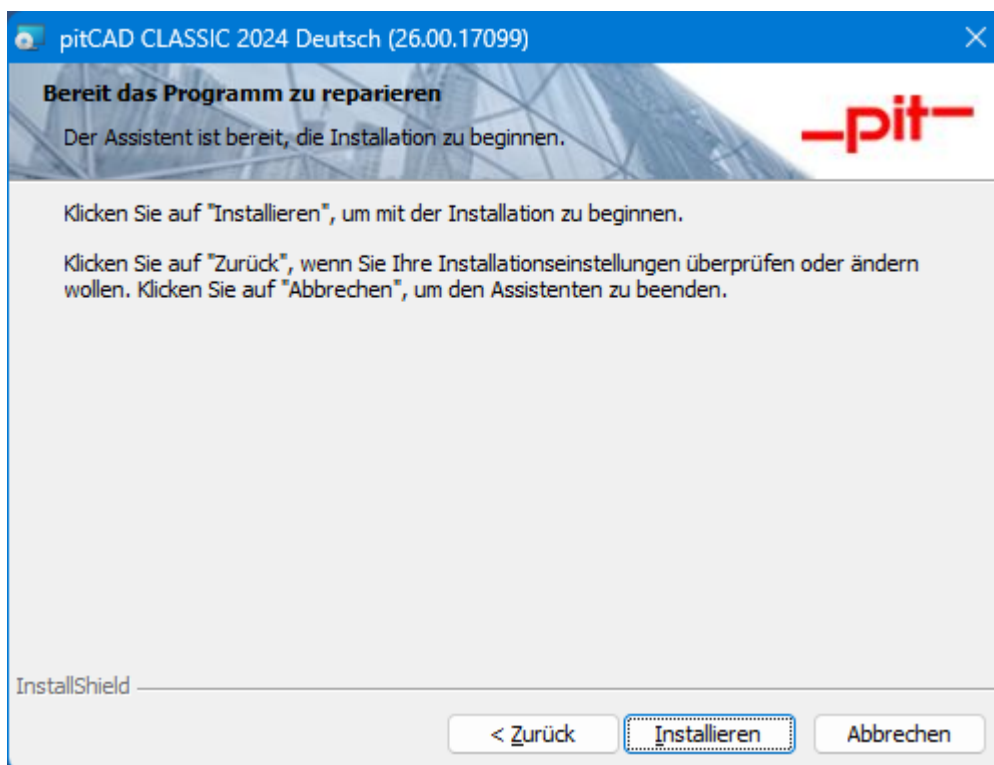 pitCAD CLASSIC 2024 Deutsch (26.00.17099)
Bereit das Programm zu reparieren
Der Assistent ist bereit, die Installation zu beginnen.
pit
Klicken Sie auf "Installieren", um mit der Installation zu beginnen.
Klicken Sie auf "Zurück", wenn Sie Ihre Installationseinstellungen überprüfen oder ändern
wollen. Klicken Sie auf "Abbrechen", um den Assistenten zu beenden.
InstallShield
< Zurück Installieren Abbrechen